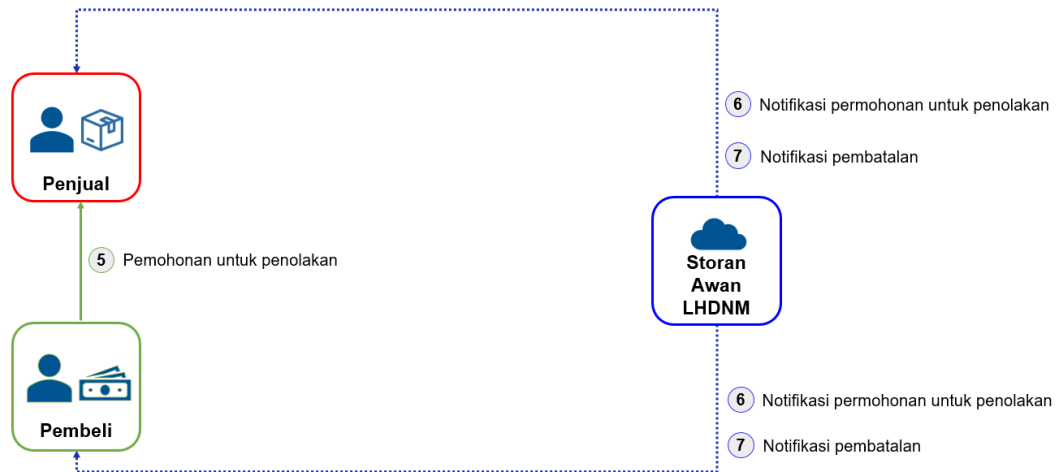 6 Notifikasi permohonan untuk penolakan
7 Notifikasi pembatalan
Penjual
5 Pemohonan untuk penolakan
Storan
Awan
LHDNM
Pembeli
6 Notifikasi permohonan untuk penolakan
7 Notifikasi pembatalan